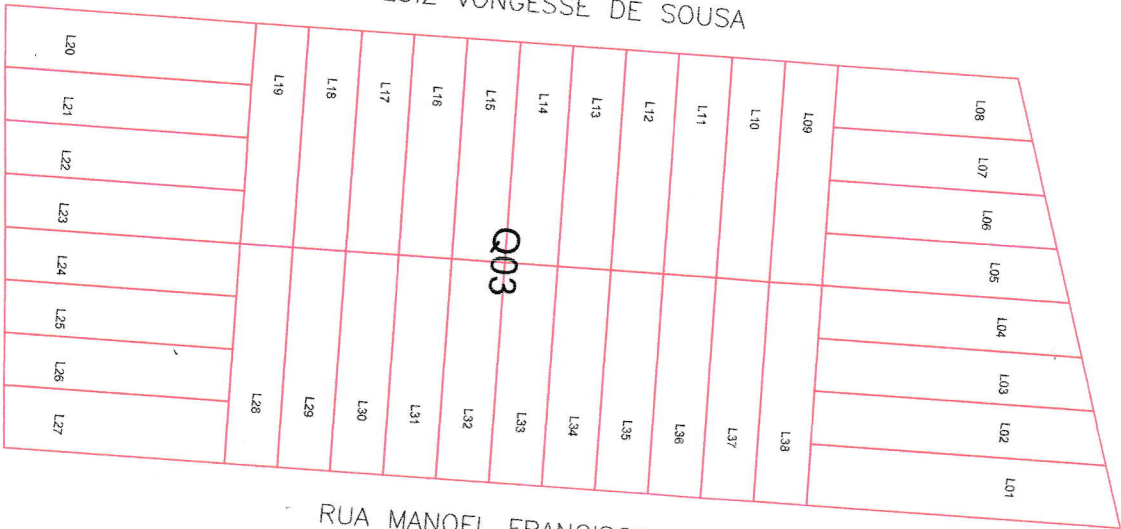 VONGESSE DE SOUSA
L20
L21
L22
L23
L24
L25
L26
L27
L19
L18
L17
L16
L15
L14
L13
L12
L11
L10
L09
L08
L07
L06
L05
L04
L03
L02
L01
Q03
L28
L29
L30
L31
L32
L33
L34
L35
L36
L37
L38
RUA MANOEL